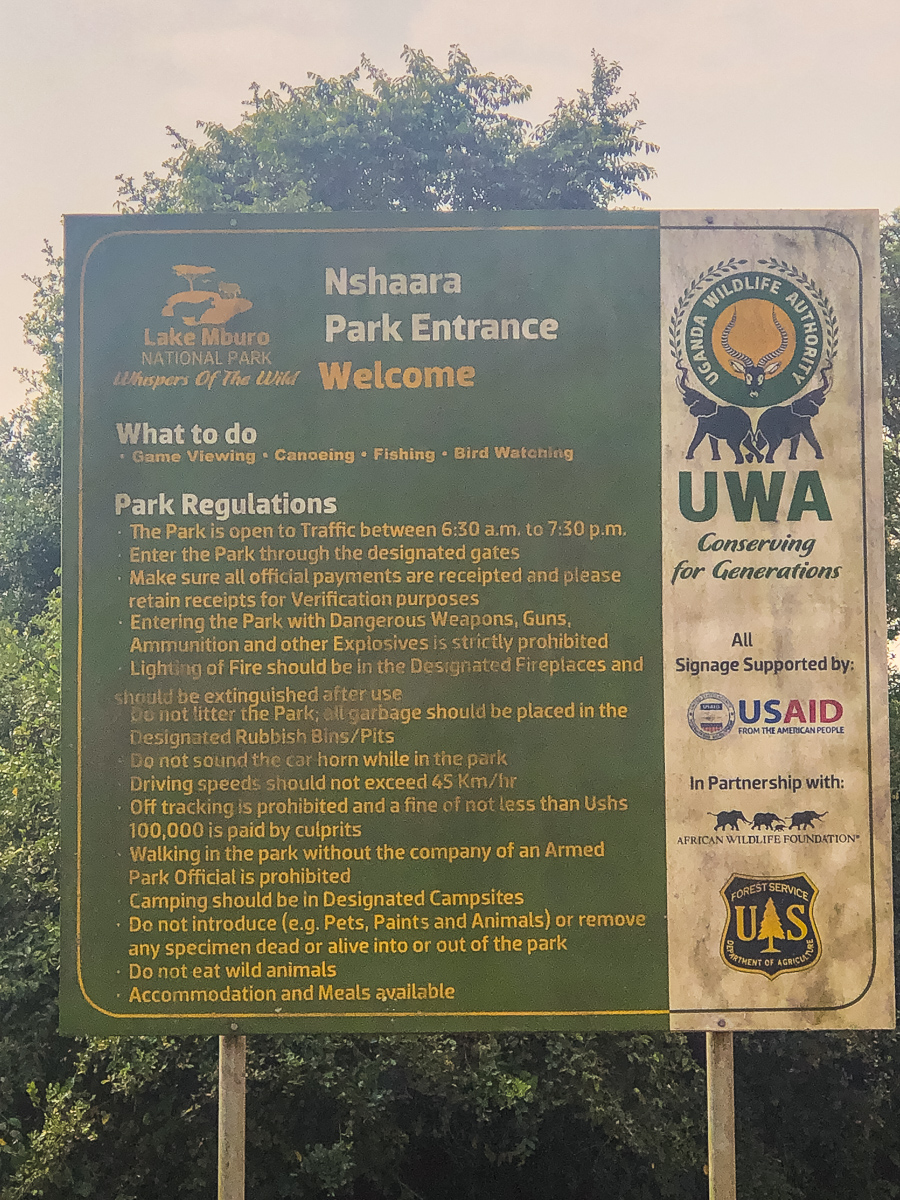 Lake Mburo
NATIONAL PARK
Whispers Of The Wild
Nshaara
Park Entrance
Welcome
What to do
• Game Viewing • Canoeing • Fishing • Bird Watching
Park Regulations
· The Park is open to Traffic between 6:30 a.m. to 7:30 p.m.
· Enter the Park through the designated gates
· Make sure all official payments are receipted and please
retain receipts for Verification purposes
· Entering the Park with Dangerous Weapons, Guns,
Ammunition and other Explosives is strictly prohibited
· Lighting of Fire should be in the Designated Fireplaces and
should be extinguished after use
· Do not litter the Park; all garbage should be placed in the
Designated Rubbish Bins/Pits
· Do not sound the car horn while in the park
· Driving speeds should not exceed 45 Km/hr
· Off tracking is prohibited and a fine of not less than Ushs
100,000 is paid by culprits
· Walking in the park without the company of an Armed
Park Official is prohibited
· Camping should be in Designated Campsites
· Do not introduce (e.g. Pets, Paints and Animals) or remove
any specimen dead or alive into or out of the park
· Do not eat wild animals
· Accommodation and Meals available
UGANDA WILDLIFE AUTHORITY
UWA
Conserving
for Generations
All
Signage Supported by:
USAID
USAID
FROM THE AMERICAN PEOPLE
In Partnership with:
AFRICAN WILDLIFE FOUNDATION®
FOREST SERVICE
UAS
DEPARTMENT OF AGRICULTURE